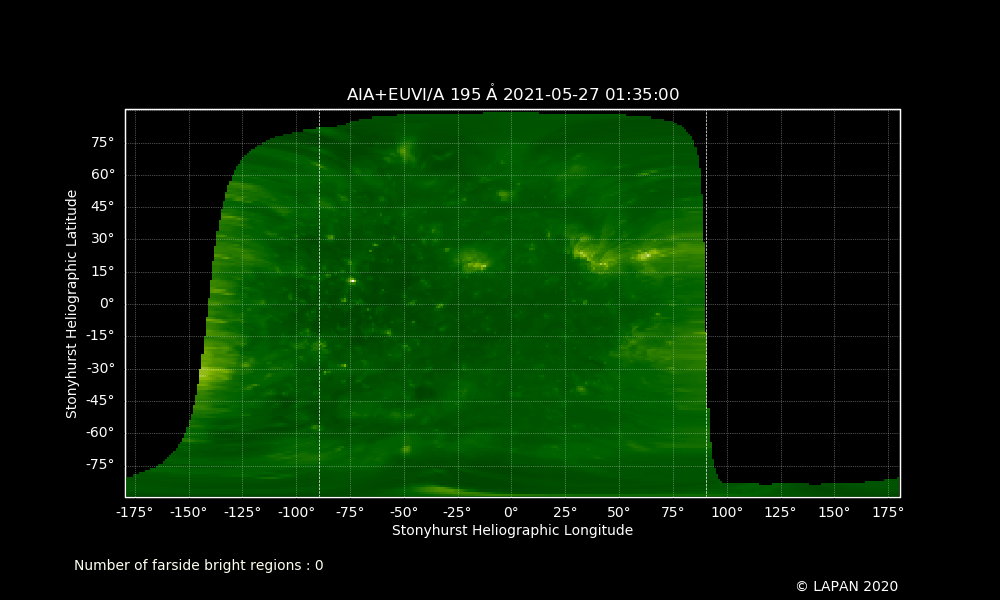 AIA+EUVI/A 195 Å 2021-05-27 01:35:00
75°
60°
45°
30°
15°
0°
-15°
-30°
-45°
-60°
-75°
Stonyhurst Heliographic Latitude
-175° -150° -125° -100° -75° -50° -25° 0° 25° 50° 75° 100° 125° 150° 175°
Stonyhurst Heliographic Longitude
Number of farside bright regions : 0
© LAPAN 2020